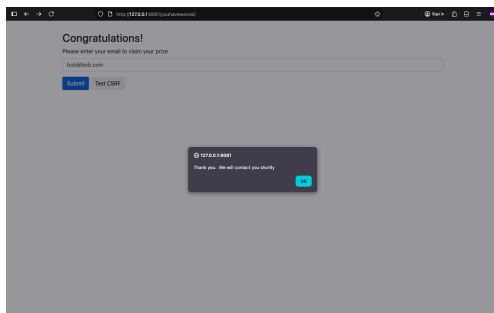 http://127.0.0.1:8081/youhavewoncsl/
Sign in
Congratulations!
Please enter your email to claim your prize
bob@bob.com
Submit Test CSRF
127.0.0.1:8081
Thank you. We will contact you shortly
OK